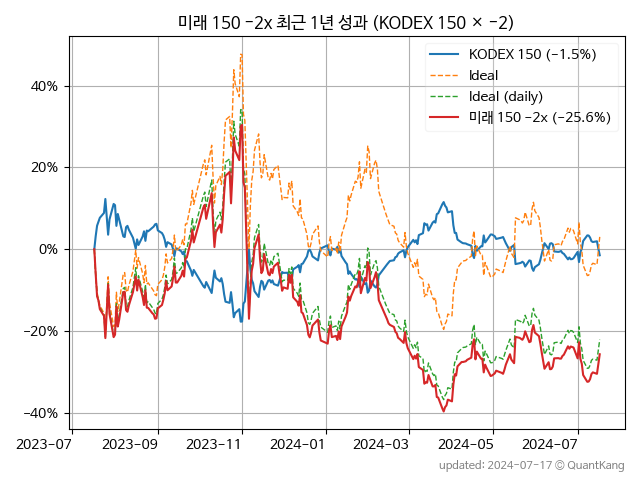 미래 150 −2x 최근 1년 성과 (KODEX 150 × −2)
KODEX 150 (−1.5%)
Ideal
Ideal (daily)
미래 150 −2x (−25.6%)
40%
20%
0%
−20%
−40%
2023−07 2023−09 2023−11 2024−01 2024−03 2024−05 2024−07
updated: 2024−07−17 ⓒ QuantKang